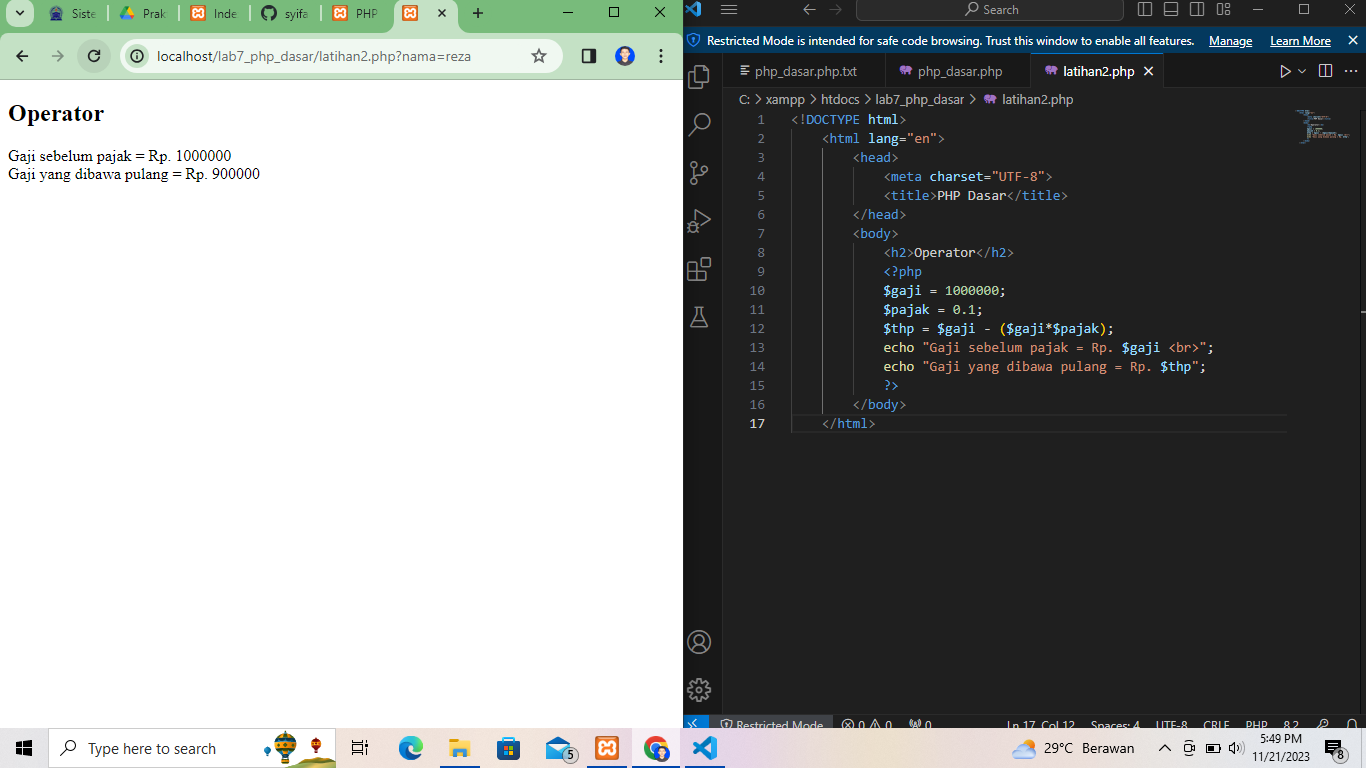 Siste
Prak
Inde
syifa
PHP
localhost/lab7_php_dasar/latihan2.php?nama=reza
Operator
Gaji sebelum pajak = Rp. 1000000
Gaji yang dibawa pulang = Rp. 900000
Search
Restricted Mode is intended for safe code browsing. Trust this window to enable all features. Manage Learn More
php_dasar.php.txt
php_dasar.php
latihan2.php
C: > xampp > htdocs > lab7_php_dasar > latihan2.php
1 <!DOCTYPE html>
2 <html lang="en">
3 <head>
4 <meta charset="UTF-8">
5 <title>PHP Dasar</title>
6 </head>
7 <body>
8 <h2>Operator</h2>
9 <?php
10 $gaji = 1000000;
11 $pajak = 0.1;
12 $thp = $gaji - ($gaji*$pajak);
13 echo "Gaji sebelum pajak = Rp. $gaji <br>";
14 echo "Gaji yang dibawa pulang = Rp. $thp";
15 ?>
16 </body>
17 </html>
Restricted Mode 0 0 0 Ln 17, Col 12 Spaces: 4 UTF-8 CRLF PHP 8.2
Type here to search
5
29°C Berawan
5:49 PM
11/21/2023
8